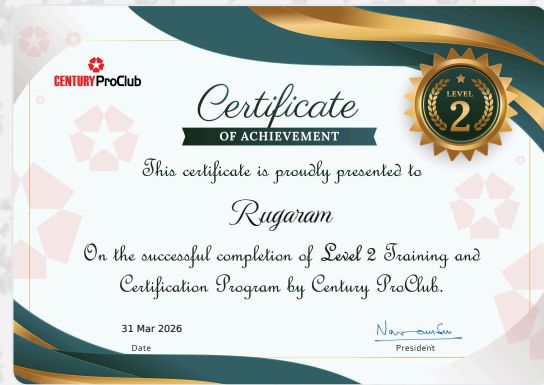 CENTURY ProClub
LEVEL
2
Certificate
OF ACHIEVEMENT
This certificate is proudly presented to
Rugaram
On the successful completion of Level 2 Training and
Certification Program by Century ProClub.
31 Mar 2026
Date
President